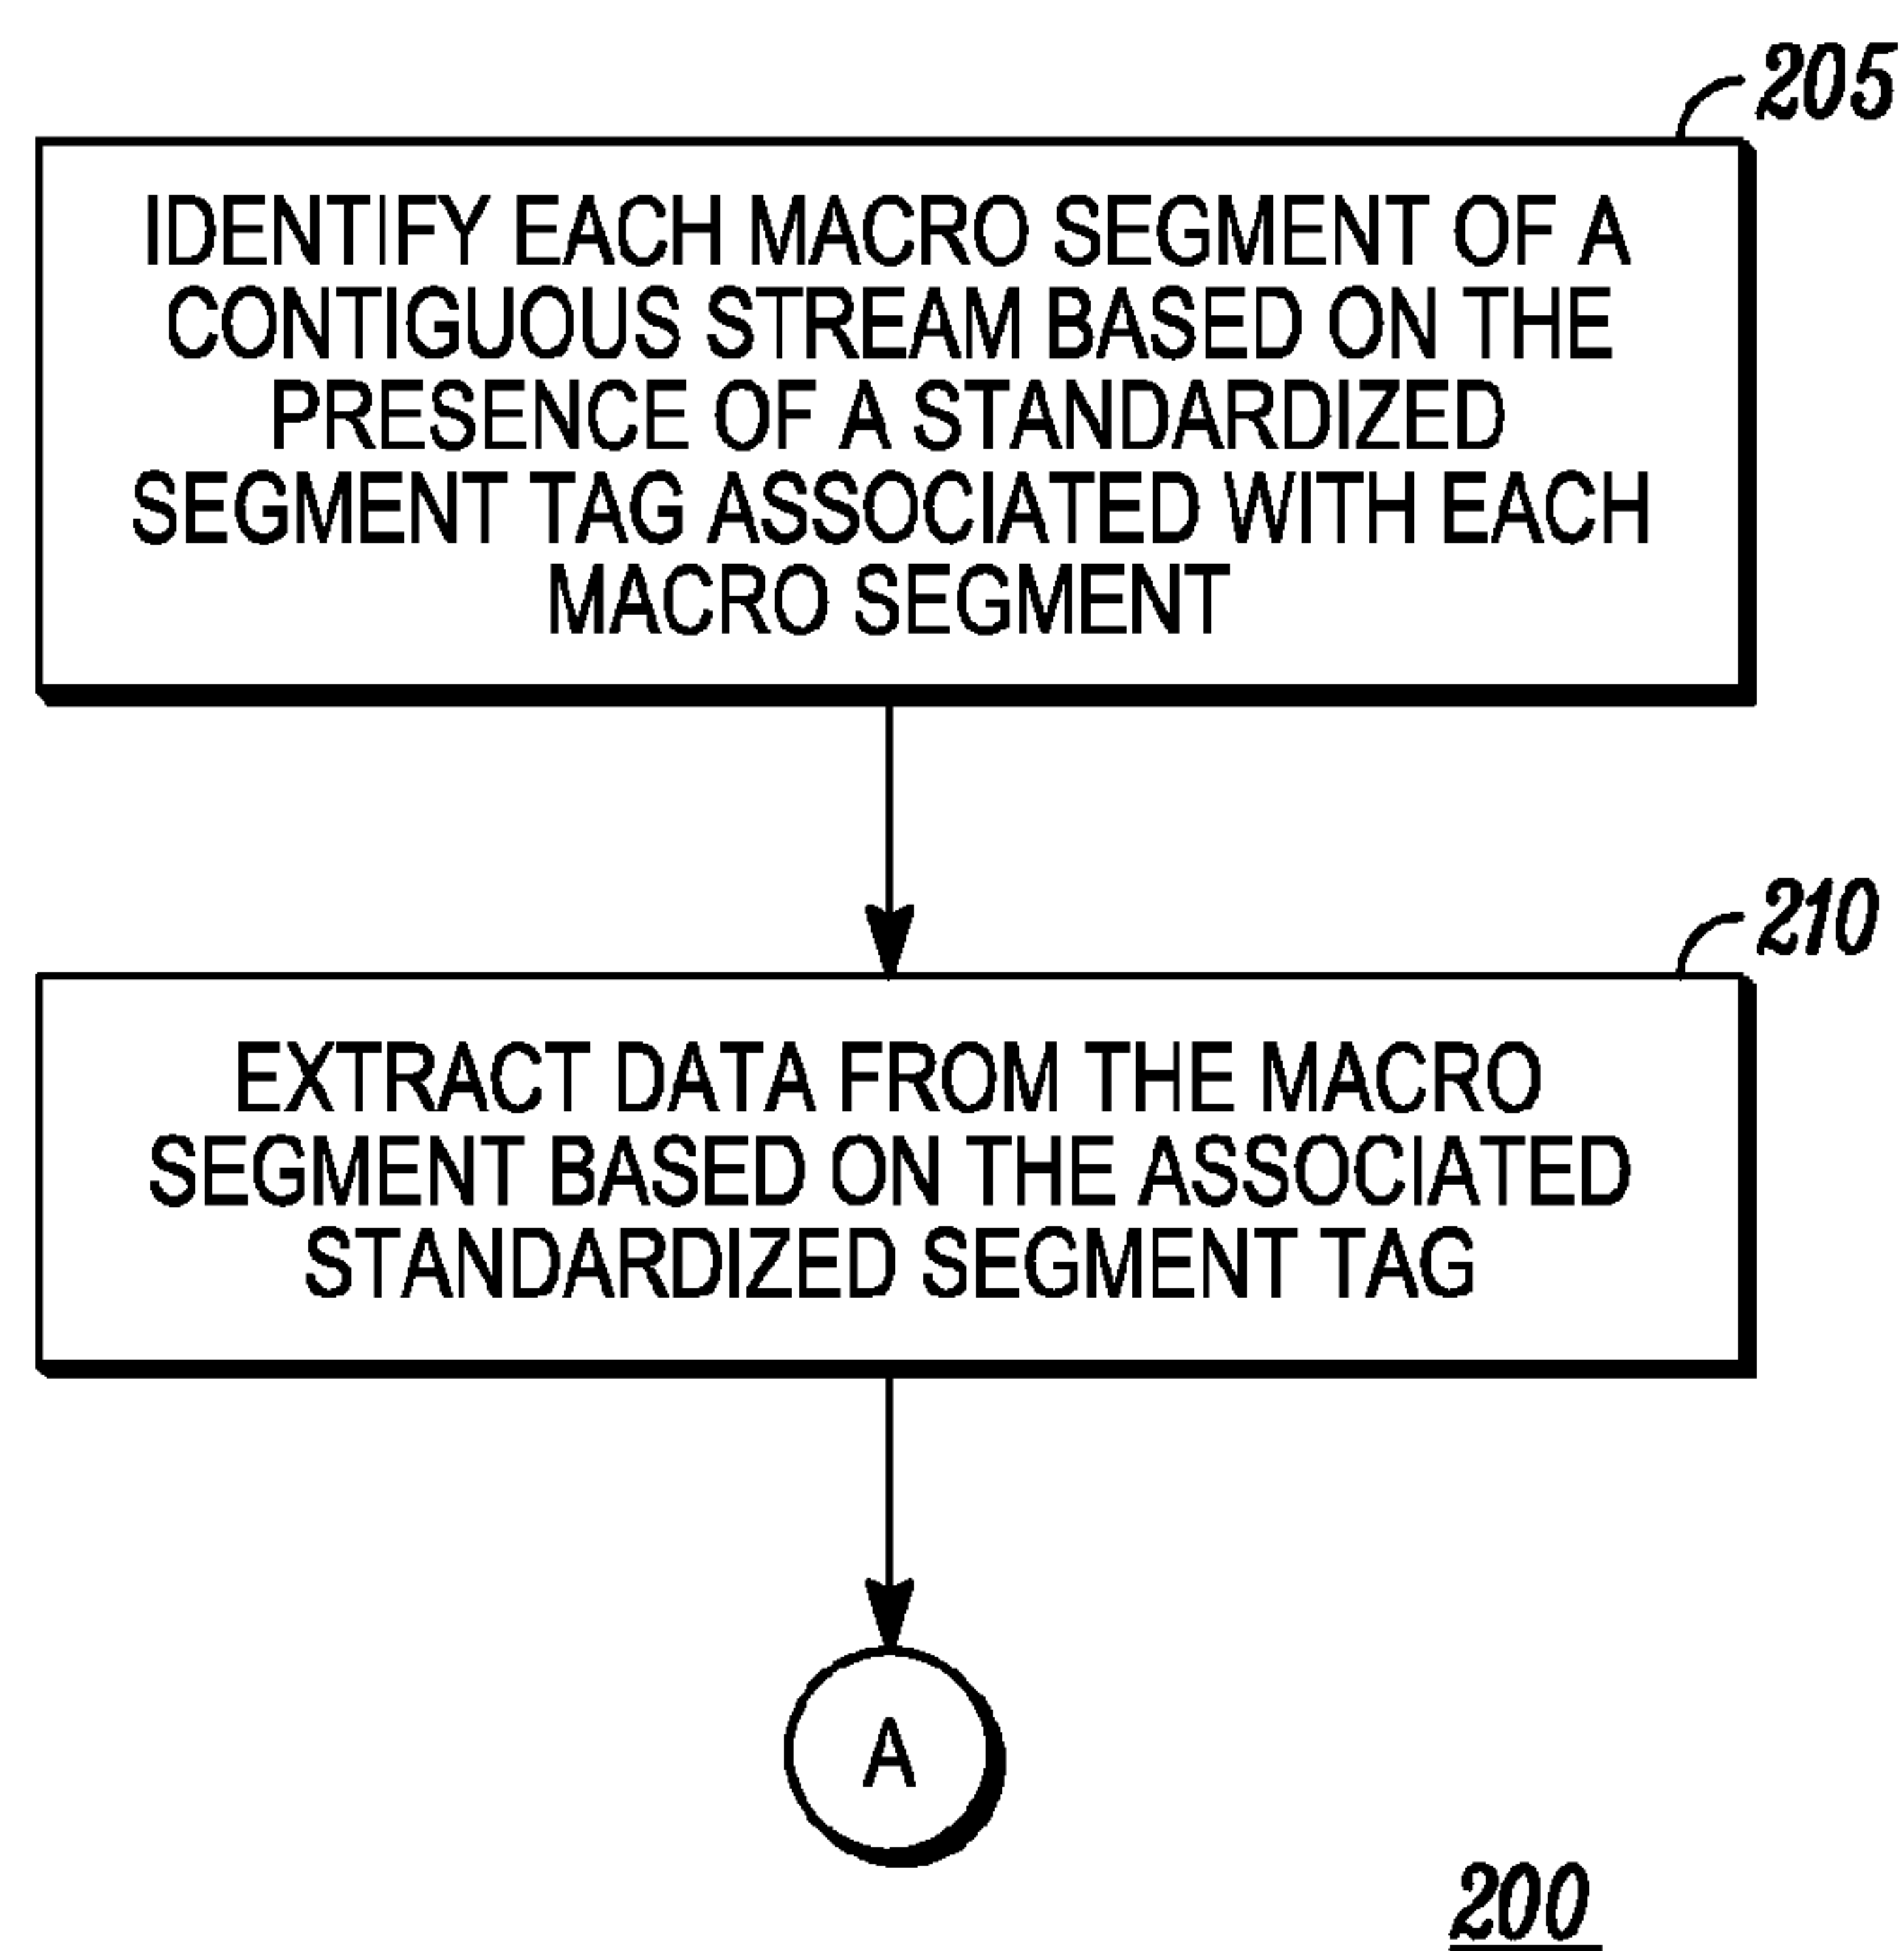 205
IDENTIFY EACH MACRO SEGMENT OF A
CONTIGUOUS STREAM BASED ON THE
PRESENCE OF A STANDARDIZED
SEGMENT TAG ASSOCIATED WITH EACH
MACRO SEGMENT
210
EXTRACT DATA FROM THE MACRO
SEGMENT BASED ON THE ASSOCIATED
STANDARDIZED SEGMENT TAG
A
200